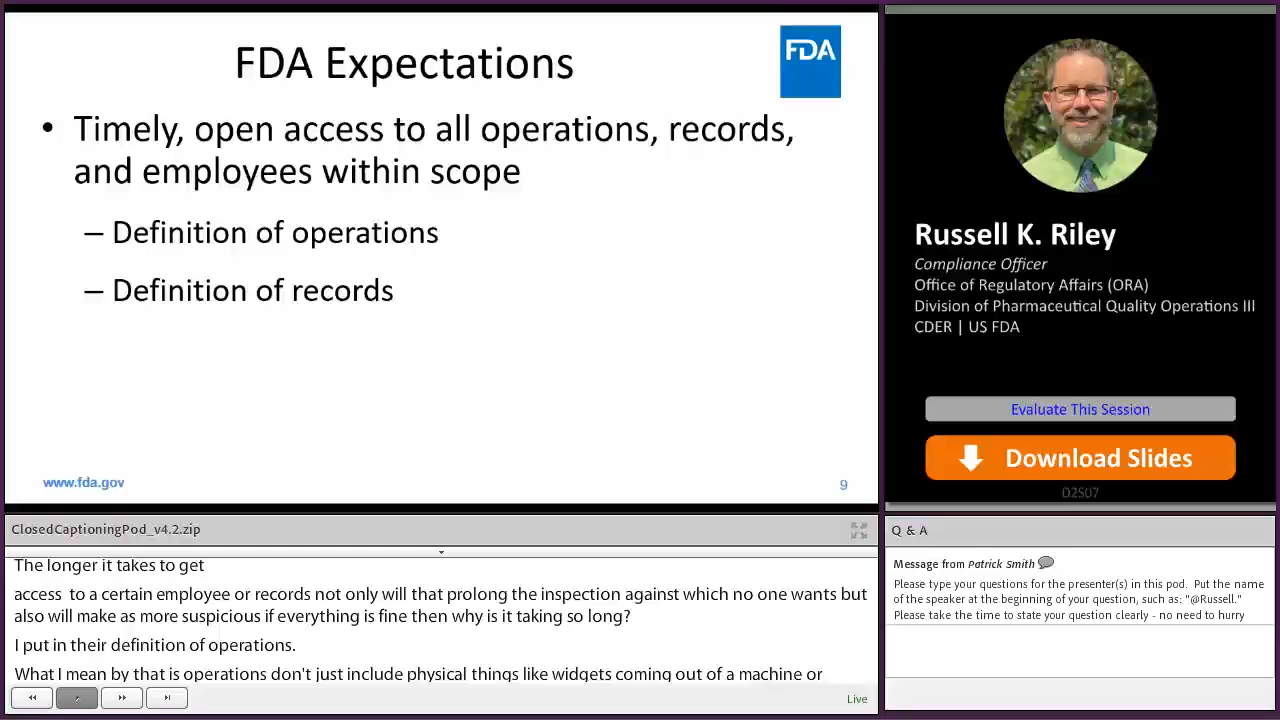 FDA Expectations
FDA
• Timely, open access to all operations, records,
and employees within scope
– Definition of operations
– Definition of records
www.fda.gov
9
Russell K. Riley
Compliance Officer
Office of Regulatory Affairs (ORA)
Division of Pharmaceutical Quality Operations III
CDER | US FDA
Evaluate This Session
Download Slides
D2S07
ClosedCaptioningPod_v4.2.zip
The longer it takes to get
access to a certain employee or records not only will that prolong the inspection against which no one wants but
also will make as more suspicious if everything is fine then why is it taking so long?
I put in their definition of operations.
What I mean by that is operations don't just include physical things like widgets coming out of a machine or
Live
Q & A
Message from Patrick Smith
Please type your questions for the presenter(s) in this pod. Put the name
of the speaker at the beginning of your question, such as: "@Russell."
Please take the time to state your question clearly - no need to hurry